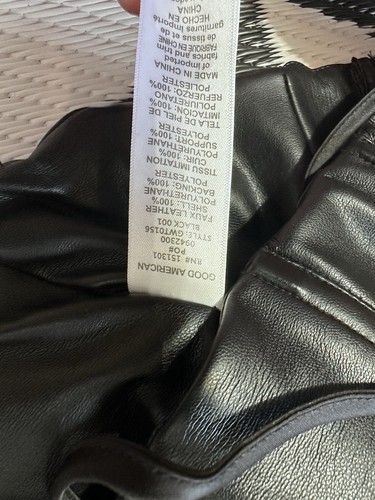 GOOD AMERICAN
RN# 151301
PO#
0942300
STYLE: GWT0156
BLACK 001
FAUX LEATHER
SHELL: 100%
POLYURETHANE
BACKING: 100%
POLYESTER
TISSU IMITATION
CUIR: 100%
POLYURETHANE
SUPPORT: 100%
POLYESTER
TELA DE PIEL DE
IMITACIÓN: 100%
POLIURETANO
REFUERZO: 100%
POLIÉSTER
MADE IN CHINA
of imported
fabrics and trim
FABRIQUÉ EN CHINE
de tissus et de
garnitures importé
HECHO EN
CHINA